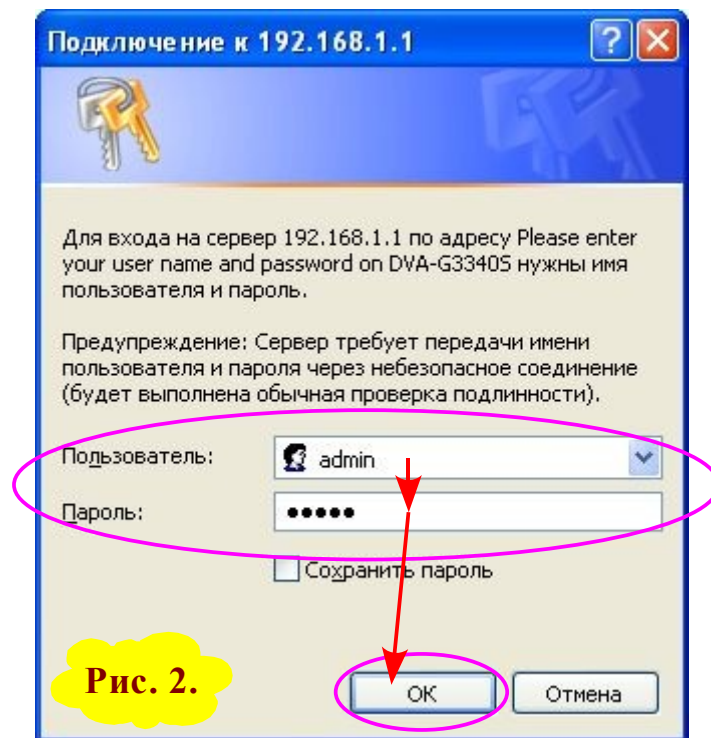 Подключение к 192.168.1.1
Для входа на сервер 192.168.1.1 по адресу Please enter
your user name and password on DVA-G3340S нужны имя
пользователя и пароль.
Предупреждение: Сервер требует передачи имени
пользователя и пароля через небезопасное соединение
(будет выполнена обычная проверка подлинности).
Пользователь: admin
Пароль: •••••
Сохранить пароль
Рис. 2.
ОК Отмена